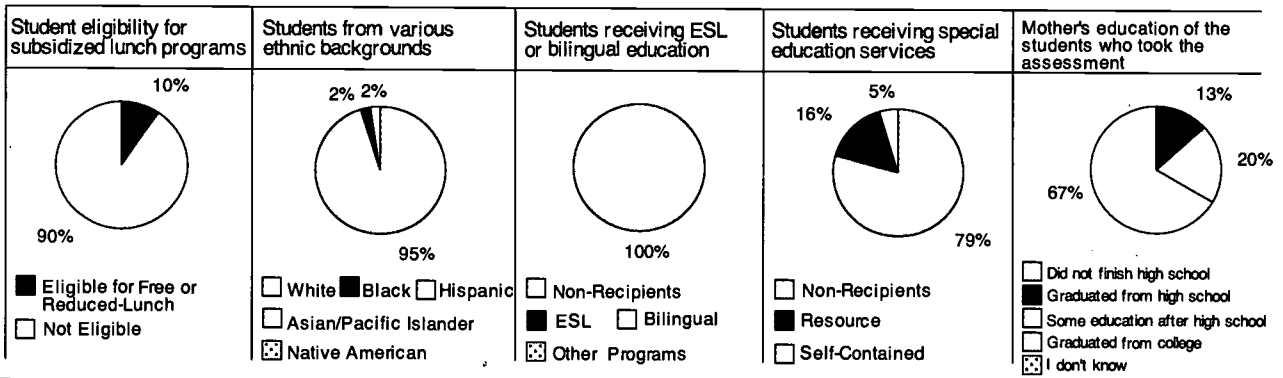 Student eligibility for
subsidized lunch programs
10%
90%
Eligible for Free or
Reduced-Lunch
Not Eligible
Students from various
ethnic backgrounds
2% 2%
95%
White Black Hispanic
Asian/Pacific Islander
Native American
Students receiving ESL
or bilingual education
100%
Non-Recipients
ESL Bilingual
Other Programs
Students receiving special
education services
5%
16%
79%
Non-Recipients
Resource
Self-Contained
Mother's education of the
students who took the
assessment
13%
20%
67%
Did not finish high school
Graduated from high school
Some education after high school
Graduated from college
I don't know